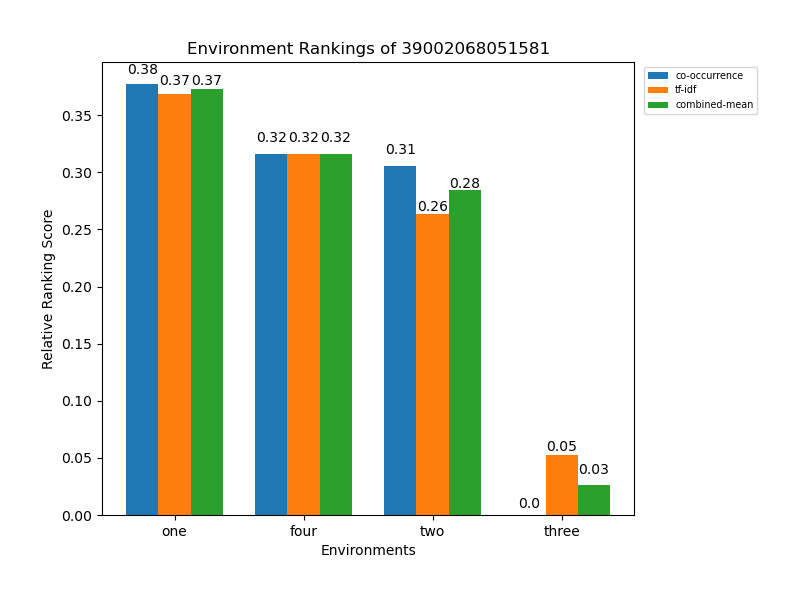 Environment Rankings of 39002068051581
co-occurrence
tf-idf
combined-mean
0.38
0.37
0.37
0.32
0.32
0.32
0.31
0.26
0.28
0.0
0.05
0.03
Relative Ranking Score
0.35
0.30
0.25
0.20
0.15
0.10
0.05
0.00
one four two three
Environments